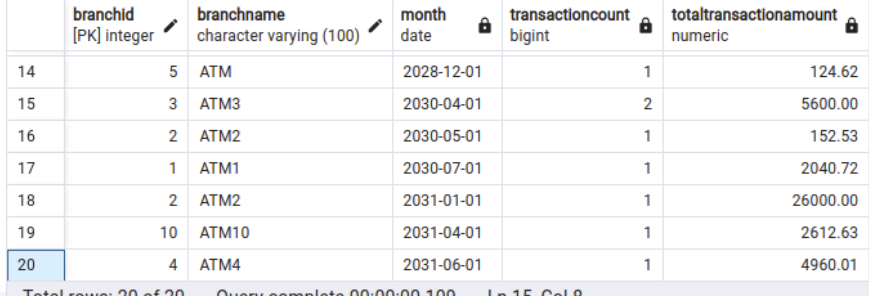 branchid branchname month transactioncount totaltransactionamount
[PK] integer character varying (100) date bigint numeric
14 5 ATM 2028-12-01 1 124.62
15 3 ATM3 2030-04-01 2 5600.00
16 2 ATM2 2030-05-01 1 152.53
17 1 ATM1 2030-07-01 1 2040.72
18 2 ATM2 2031-01-01 1 26000.00
19 10 ATM10 2031-04-01 1 2612.63
20 4 ATM4 2031-06-01 1 4960.01
Total rows: 20 of 20 Query complete 00:00:00.109 Ln 15, Col 8